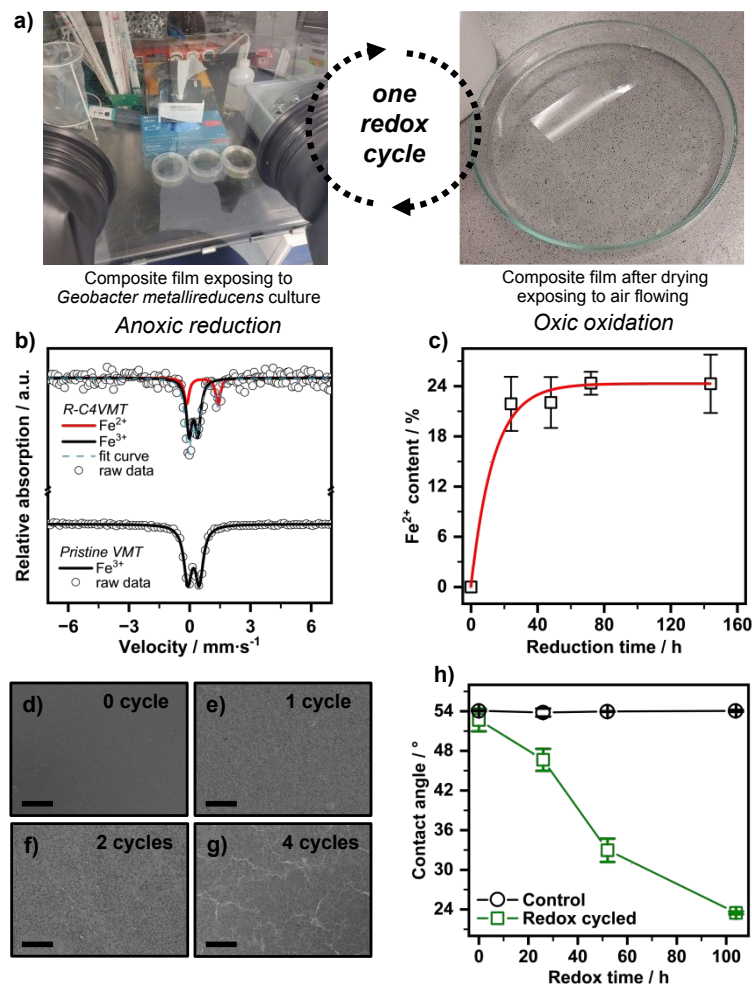 a)
one
redox
cycle
Composite film exposing to
Geobacter metallireducens culture
Composite film after drying
exposing to air flowing
Anoxic reduction
Oxic oxidation
b)
Relative absorption / a.u.
R-C4VMT
Fe²⁺
Fe³⁺
fit curve
raw data
Pristine VMT
Fe³⁺
raw data
−6 −3 0 3 6
Velocity / mm·s⁻¹
c)
Fe²⁺ content / %
24
18
12
6
0
0 40 80 120 160
Reduction time / h
d) 0 cycle
e) 1 cycle
f) 2 cycles
g) 4 cycles
h)
Contact angle / °
54
48
42
36
30
24
Control
Redox cycled
0 20 40 60 80 100
Redox time / h